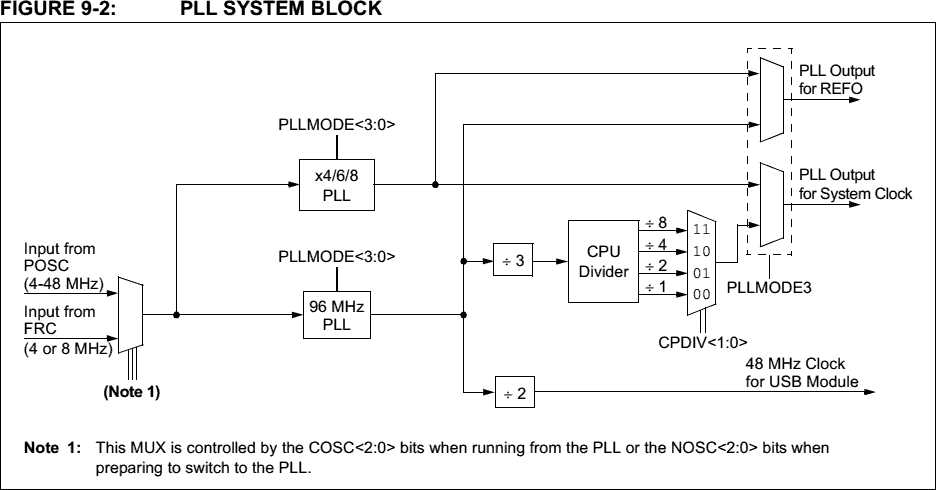 FIGURE 9-2: PLL SYSTEM BLOCK
PLL Output
for REFO
PLLMODE<3:0>
x4/6/8
PLL
PLL Output
for System Clock
÷ 8
÷ 4
÷ 2
÷ 1
11
10
01
00
CPU
Divider
÷ 3
Input from
POSC
(4-48 MHz)
PLLMODE<3:0>
96 MHz
PLL
PLLMODE3
Input from
FRC
(4 or 8 MHz)
CPDIV<1:0>
48 MHz Clock
for USB Module
÷ 2
(Note 1)
Note 1: This MUX is controlled by the COSC<2:0> bits when running from the PLL or the NOSC<2:0> bits when
preparing to switch to the PLL.